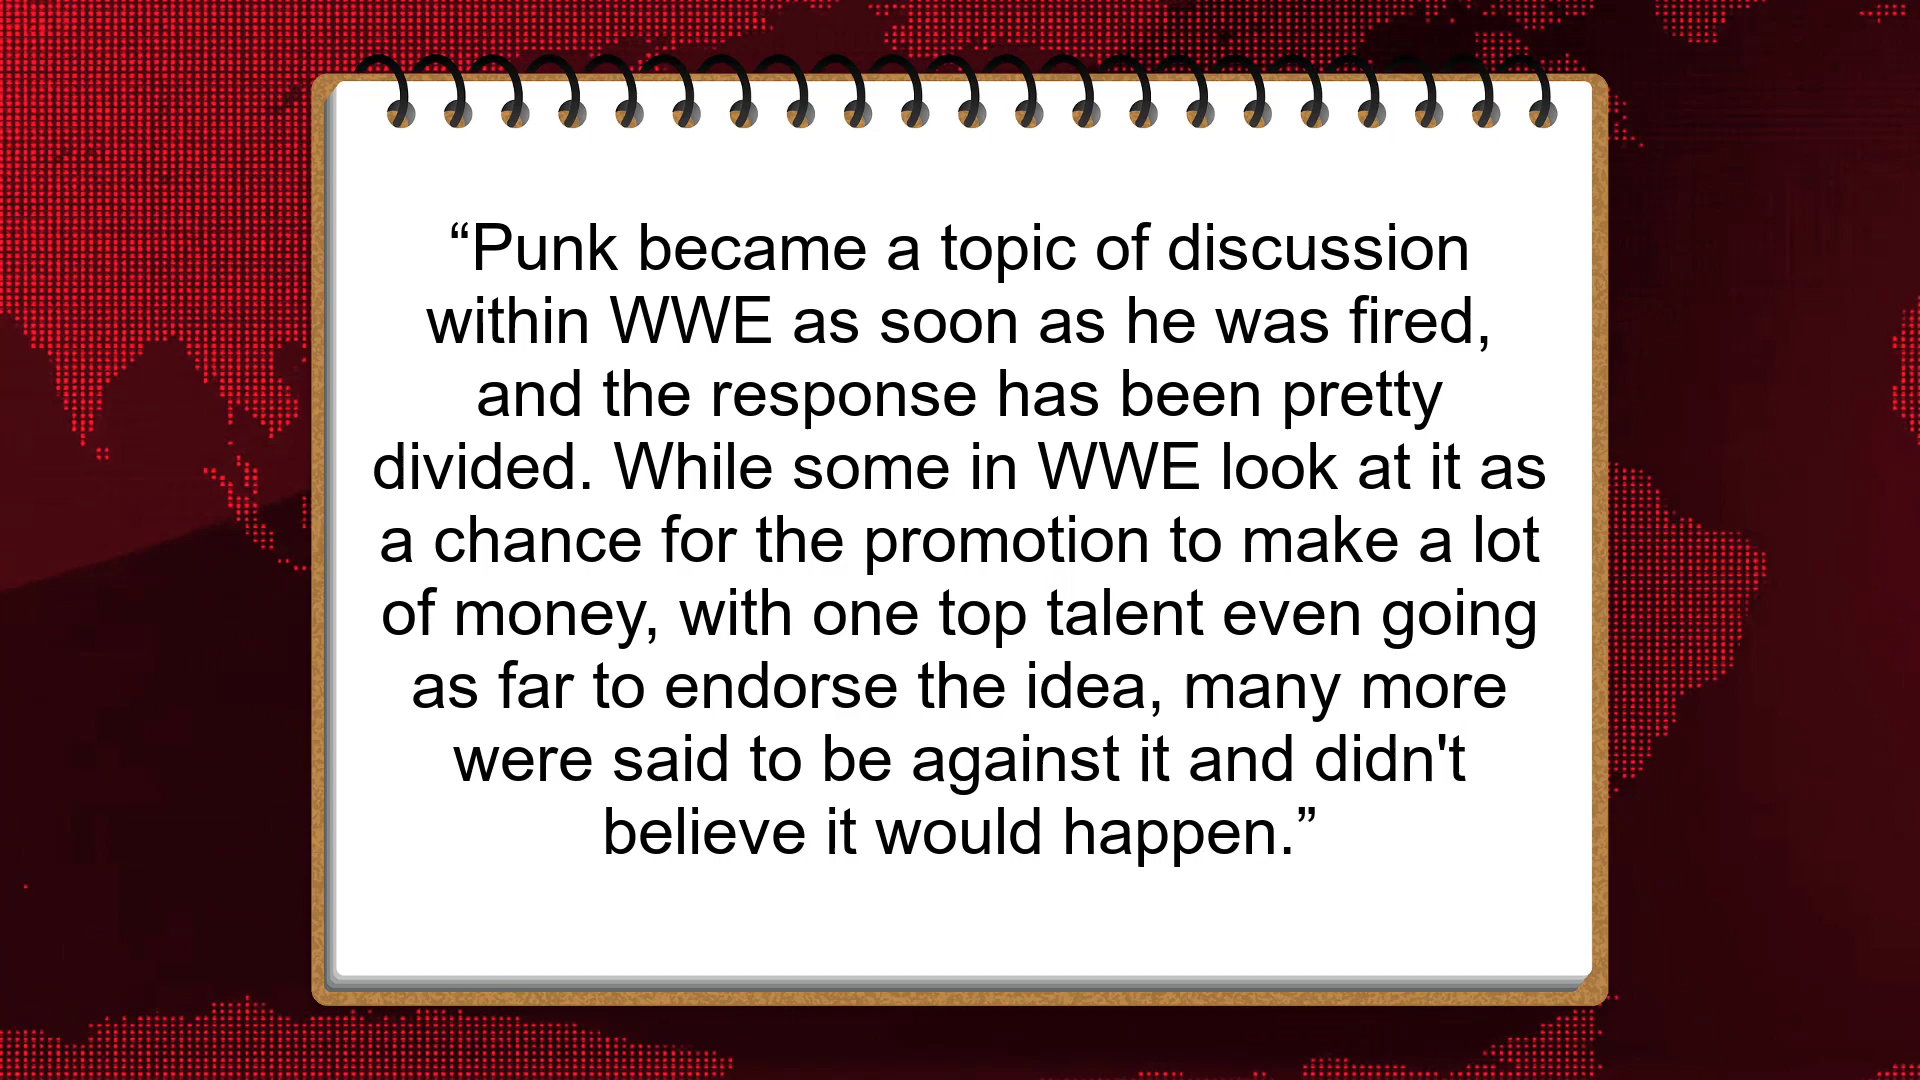 “Punk became a topic of discussion
within WWE as soon as he was fired,
and the response has been pretty
divided. While some in WWE look at it as
a chance for the promotion to make a lot
of money, with one top talent even going
as far to endorse the idea, many more
were said to be against it and didn't
believe it would happen.”